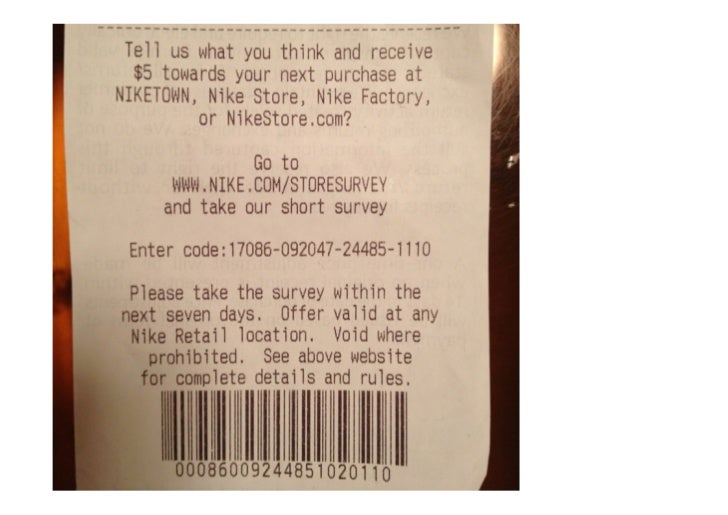 Tell us what you think and receive
$5 towards your next purchase at
NIKETOWN, Nike Store, Nike Factory,
or NikeStore.com?
Go to
WWW.NIKE.COM/STORESURVEY
and take our short survey
Enter code:17086-092047-24485-1110
Please take the survey within the
next seven days. Offer valid at any
Nike Retail location. Void where
prohibited. See above website
for complete details and rules.
00086009244851020110